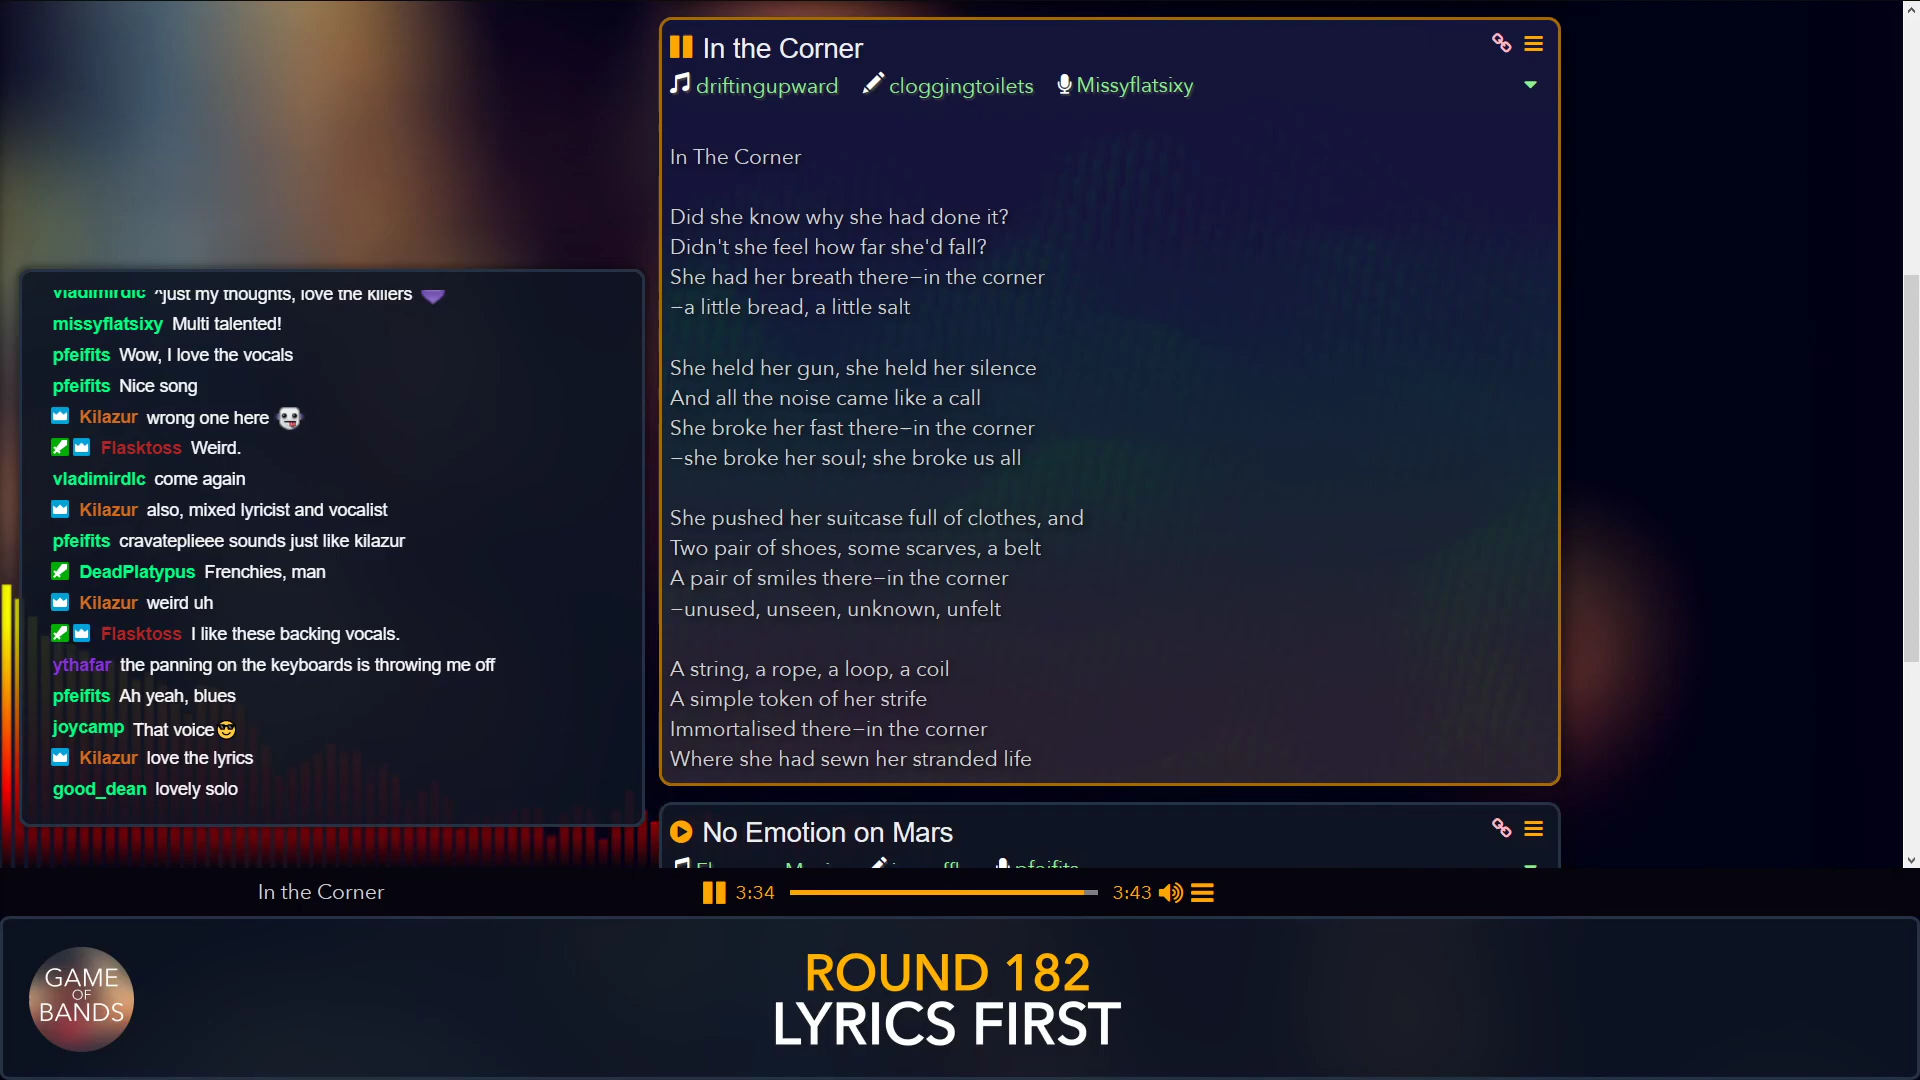 In the Corner
driftingupward cloggingtoilets Missyflatsixy
In The Corner
Did she know why she had done it?
Didn't she feel how far she'd fall?
She had her breath there–in the corner
–a little bread, a little salt
She held her gun, she held her silence
And all the noise came like a call
She broke her fast there–in the corner
–she broke her soul; she broke us all
She pushed her suitcase full of clothes, and
Two pair of shoes, some scarves, a belt
A pair of smiles there–in the corner
–unused, unseen, unknown, unfelt
A string, a rope, a loop, a coil
A simple token of her strife
Immortalised there–in the corner
Where she had sewn her stranded life
vladimirdlc ^just my thoughts, love the killers
missyflatsixy Multi talented!
pfeifits Wow, I love the vocals
pfeifits Nice song
Kilazur wrong one here
Flasktoss Weird.
vladimirdlc come again
Kilazur also, mixed lyricist and vocalist
pfeifits cravateplieee sounds just like kilazur
DeadPlatypus Frenchies, man
Kilazur weird uh
Flasktoss I like these backing vocals.
ythafar the panning on the keyboards is throwing me off
pfeifits Ah yeah, blues
joycamp That voice
Kilazur love the lyrics
good_dean lovely solo
No Emotion on Mars
pfeifits
In the Corner 3:34 3:43
GAME
OF
BANDS
ROUND 182
LYRICS FIRST